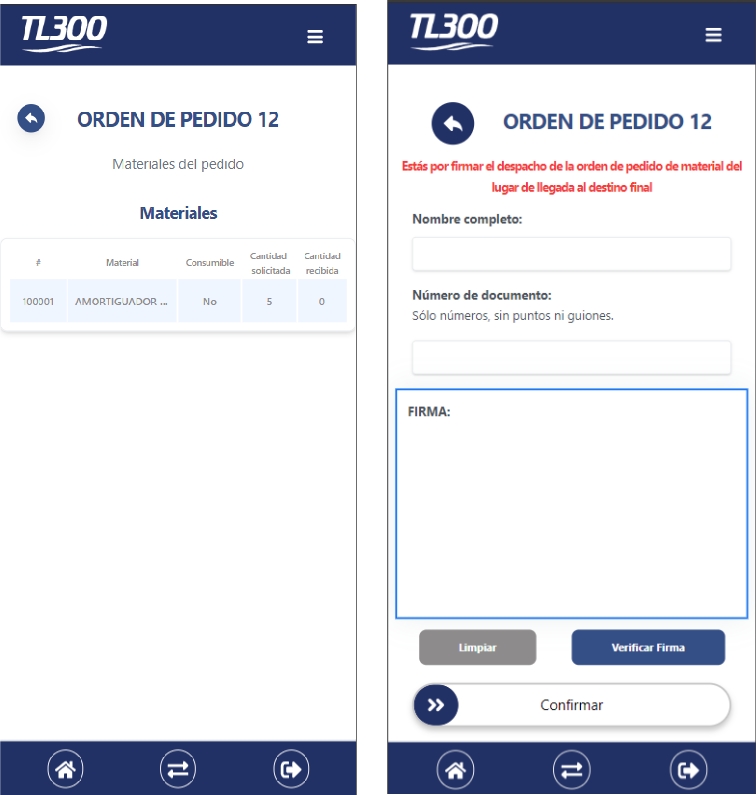 TL300
ORDEN DE PEDIDO 12
Materiales del pedido
Materiales
# Material Consumible Cantidad solicitada Cantidad recibida
100001 AMORTIGUADOR ... No 5 0
TL300
ORDEN DE PEDIDO 12
Estás por firmar el despacho de la orden de pedido de material del
lugar de llegada al destino final
Nombre completo:
Número de documento:
Sólo números, sin puntos ni guiones.
FIRMA:
Limpiar Verificar Firma
Confirmar